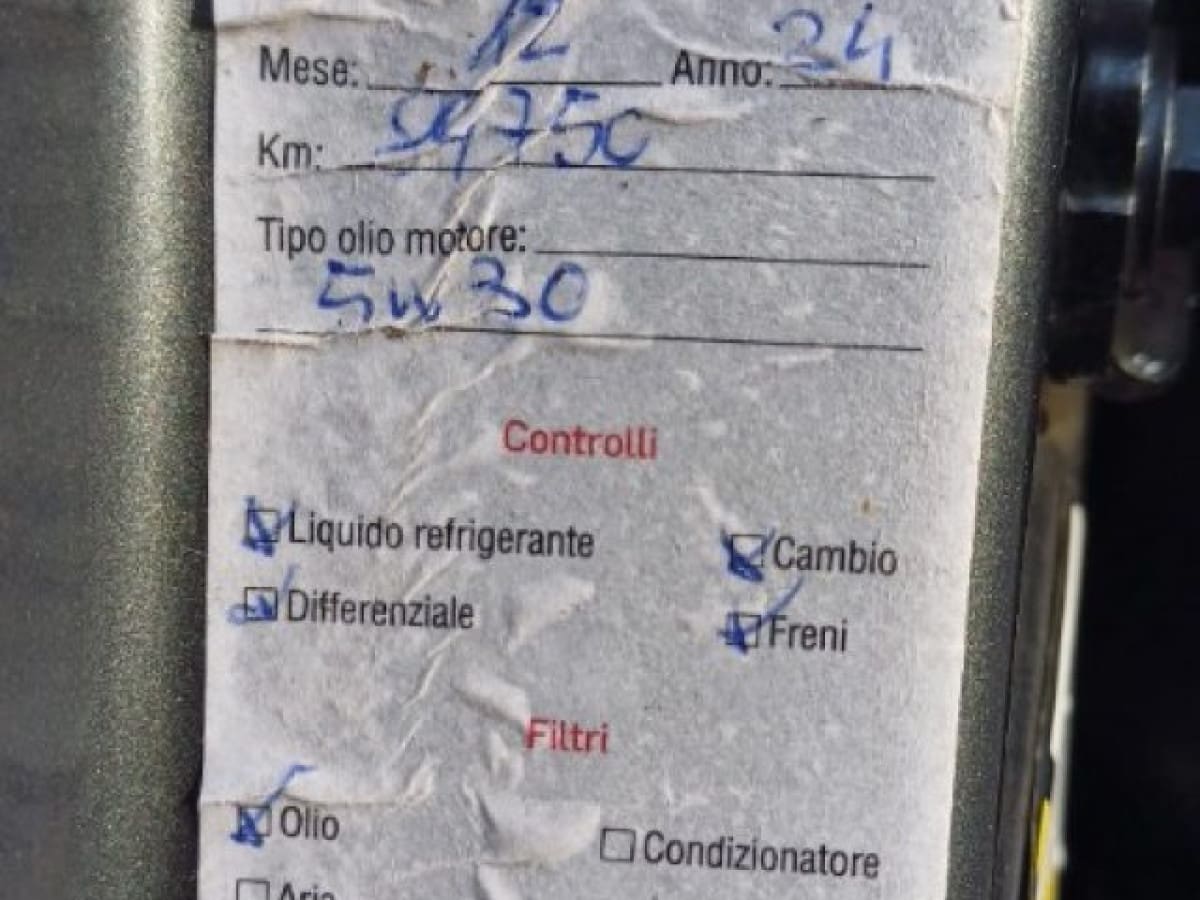 Mese: 12 Anno: 24
Km: 94750
Tipo olio motore:
5w30
Controlli
Liquido refrigerante Cambio
Differenziale Freni
Filtri
Olio Condizionatore
Aria